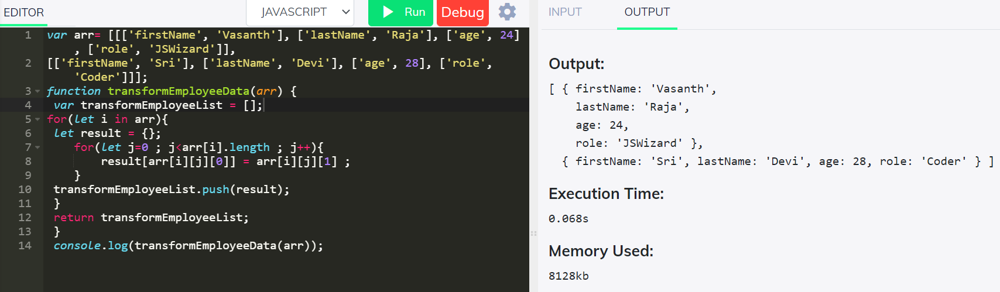 EDITOR JAVASCRIPT Run Debug
1 var arr= [[['firstName', 'Vasanth'], ['lastName', 'Raja'], ['age', 24]
, ['role', 'JSWizard']],
2 [['firstName', 'Sri'], ['lastName', 'Devi'], ['age', 28], ['role',
'Coder']]];
3 function transformEmployeeData(arr) {
4 var transformEmployeeList = [];
5 for(let i in arr){
6 let result = {};
7 for(let j=0 ; j<arr[i].length ; j++){
8 result[arr[i][j][0]] = arr[i][j][1] ;
9 }
10 transformEmployeeList.push(result);
11 }
12 return transformEmployeeList;
13 }
14 console.log(transformEmployeeData(arr));
INPUT OUTPUT
Output:
[ { firstName: 'Vasanth',
lastName: 'Raja',
age: 24,
role: 'JSWizard' },
{ firstName: 'Sri', lastName: 'Devi', age: 28, role: 'Coder' } ]
Execution Time:
0.068s
Memory Used:
8128kb